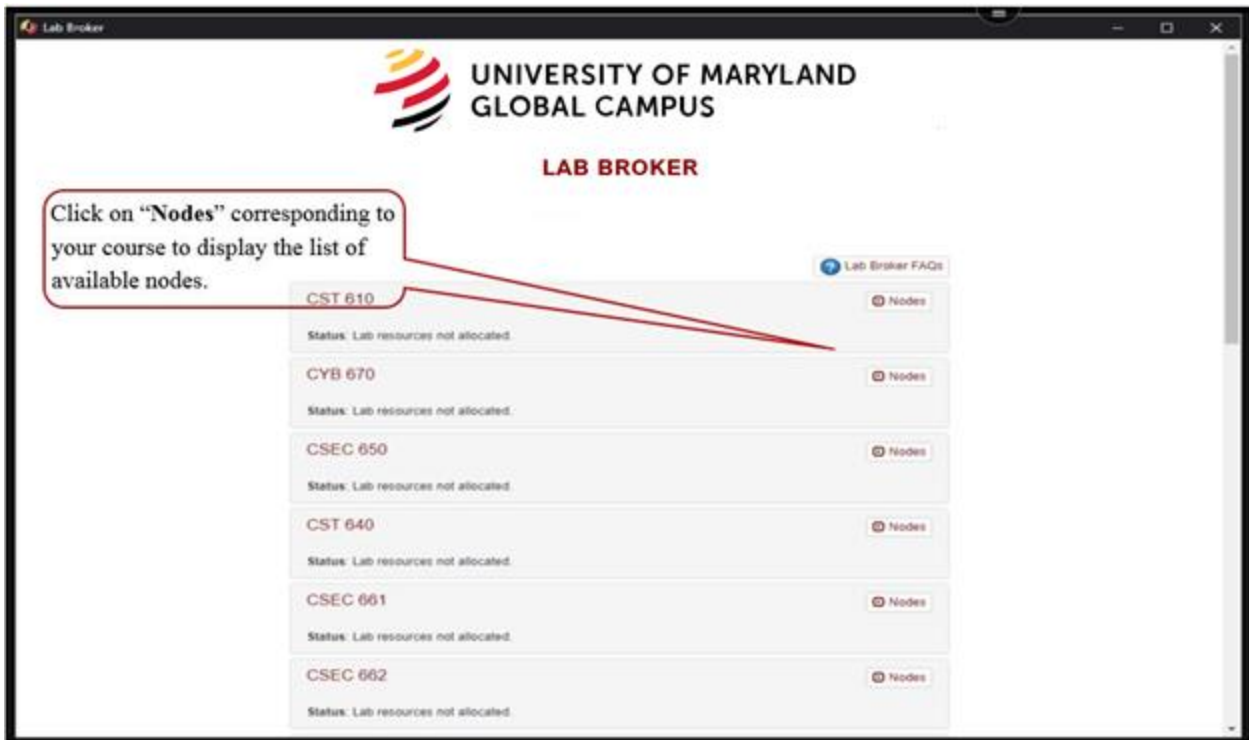 Lab Broker
UNIVERSITY OF MARYLAND
GLOBAL CAMPUS
LAB BROKER
Click on “Nodes” corresponding to
your course to display the list of
available nodes.
Lab Broker FAQs
CST 610
Nodes
Status: Lab resources not allocated.
CYB 670
Nodes
Status: Lab resources not allocated.
CSEC 650
Nodes
Status: Lab resources not allocated.
CST 640
Nodes
Status: Lab resources not allocated.
CSEC 661
Nodes
Status: Lab resources not allocated.
CSEC 662
Nodes
Status: Lab resources not allocated.